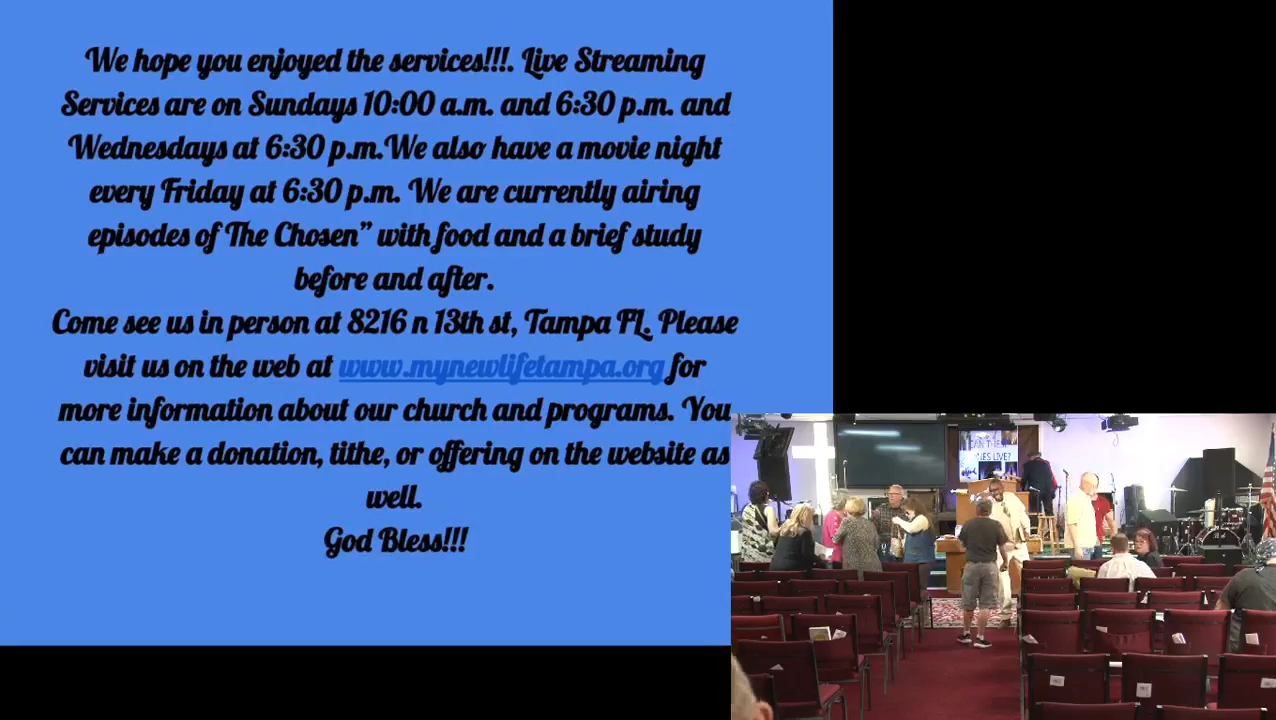 We hope you enjoyed the services!!!. Live Streaming
Services are on Sundays 10:00 a.m. and 6:30 p.m. and
Wednesdays at 6:30 p.m.We also have a movie night
every Friday at 6:30 p.m. We are currently airing
episodes of The Chosen” with food and a brief study
before and after.
Come see us in person at 8216 n 13th st, Tampa FL. Please
visit us on the web at www.mynewlifetampa.org for
more information about our church and programs. You
can make a donation, tithe, or offering on the website as
well.
God Bless!!!
CAN THE
LIVE?